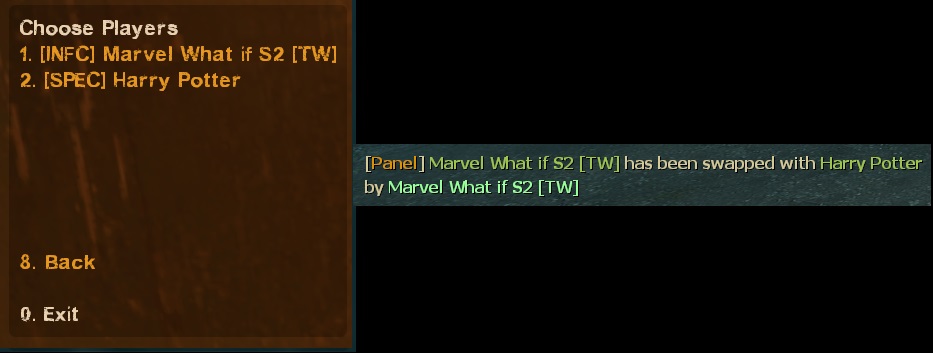 Choose Players
1. [INFC] Marvel What if S2 [TW]
2. [SPEC] Harry Potter
8. Back
0. Exit
[Panel] Marvel What if S2 [TW] has been swapped with Harry Potter
by Marvel What if S2 [TW]